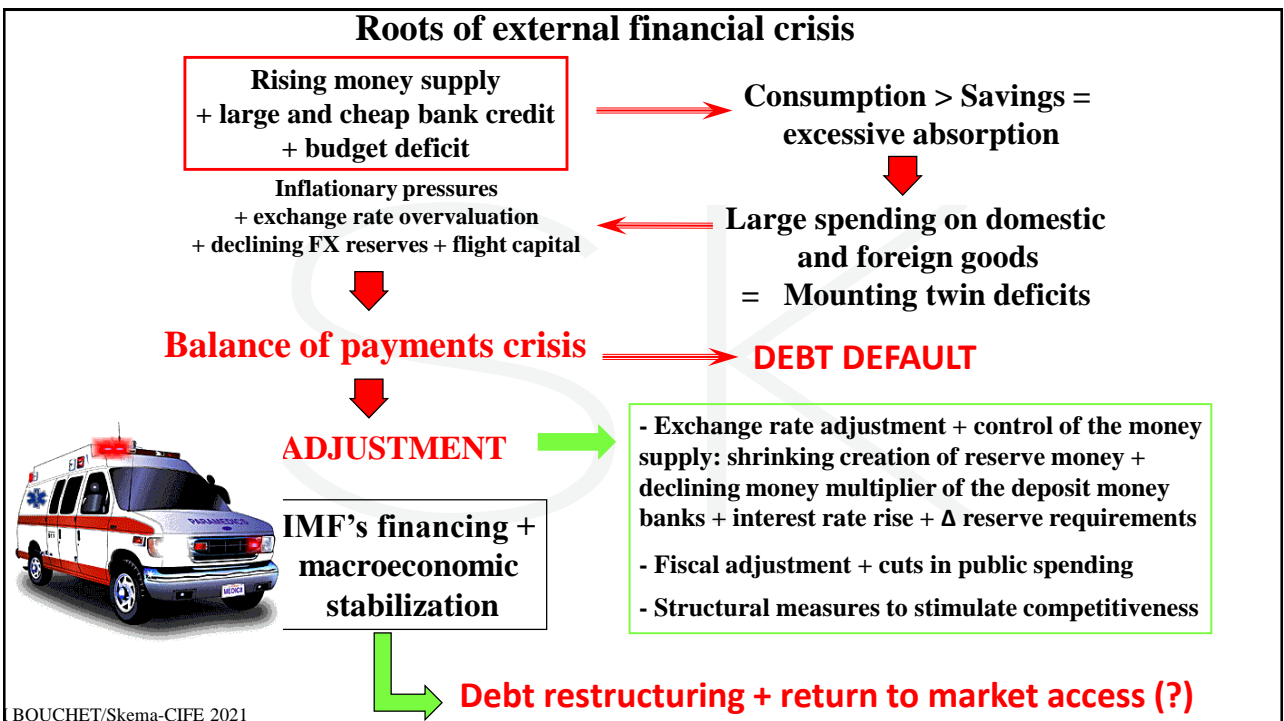 Roots of external financial crisis
Rising money supply
+ large and cheap bank credit
+ budget deficit
Consumption > Savings =
excessive absorption
Inflationary pressures
+ exchange rate overvaluation
+ declining FX reserves + flight capital
Large spending on domestic
and foreign goods
= Mounting twin deficits
Balance of payments crisis
DEBT DEFAULT
ADJUSTMENT
- Exchange rate adjustment + control of the money
supply: shrinking creation of reserve money +
declining money multiplier of the deposit money
banks + interest rate rise + Δ reserve requirements
- Fiscal adjustment + cuts in public spending
- Structural measures to stimulate competitiveness
PARAMEDICS
MEDICS
IMF's financing +
macroeconomic
stabilization
Debt restructuring + return to market access (?)
BOUCHET/Skema-CIFE 2021
SK